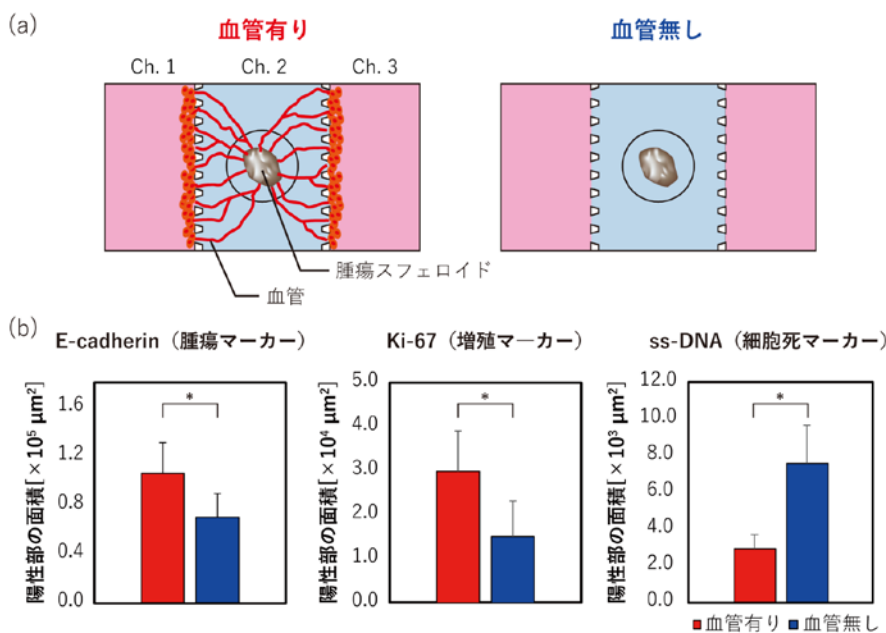 (a)
血管有り
血管無し
Ch. 1 Ch. 2 Ch. 3
腫瘍スフェロイド
血管
(b)
E-cadherin（腫瘍マーカー）
陽性部の面積[×10⁵ μm²]
1.6
1.2
0.8
0.4
0.0
*
Ki-67（増殖マーカー）
陽性部の面積[×10⁴ μm²]
5.0
4.0
3.0
2.0
1.0
0.0
*
ss-DNA（細胞死マーカー）
陽性部の面積[×10³ μm²]
12.0
10.0
8.0
6.0
4.0
2.0
0.0
*
■血管有り ■血管無し